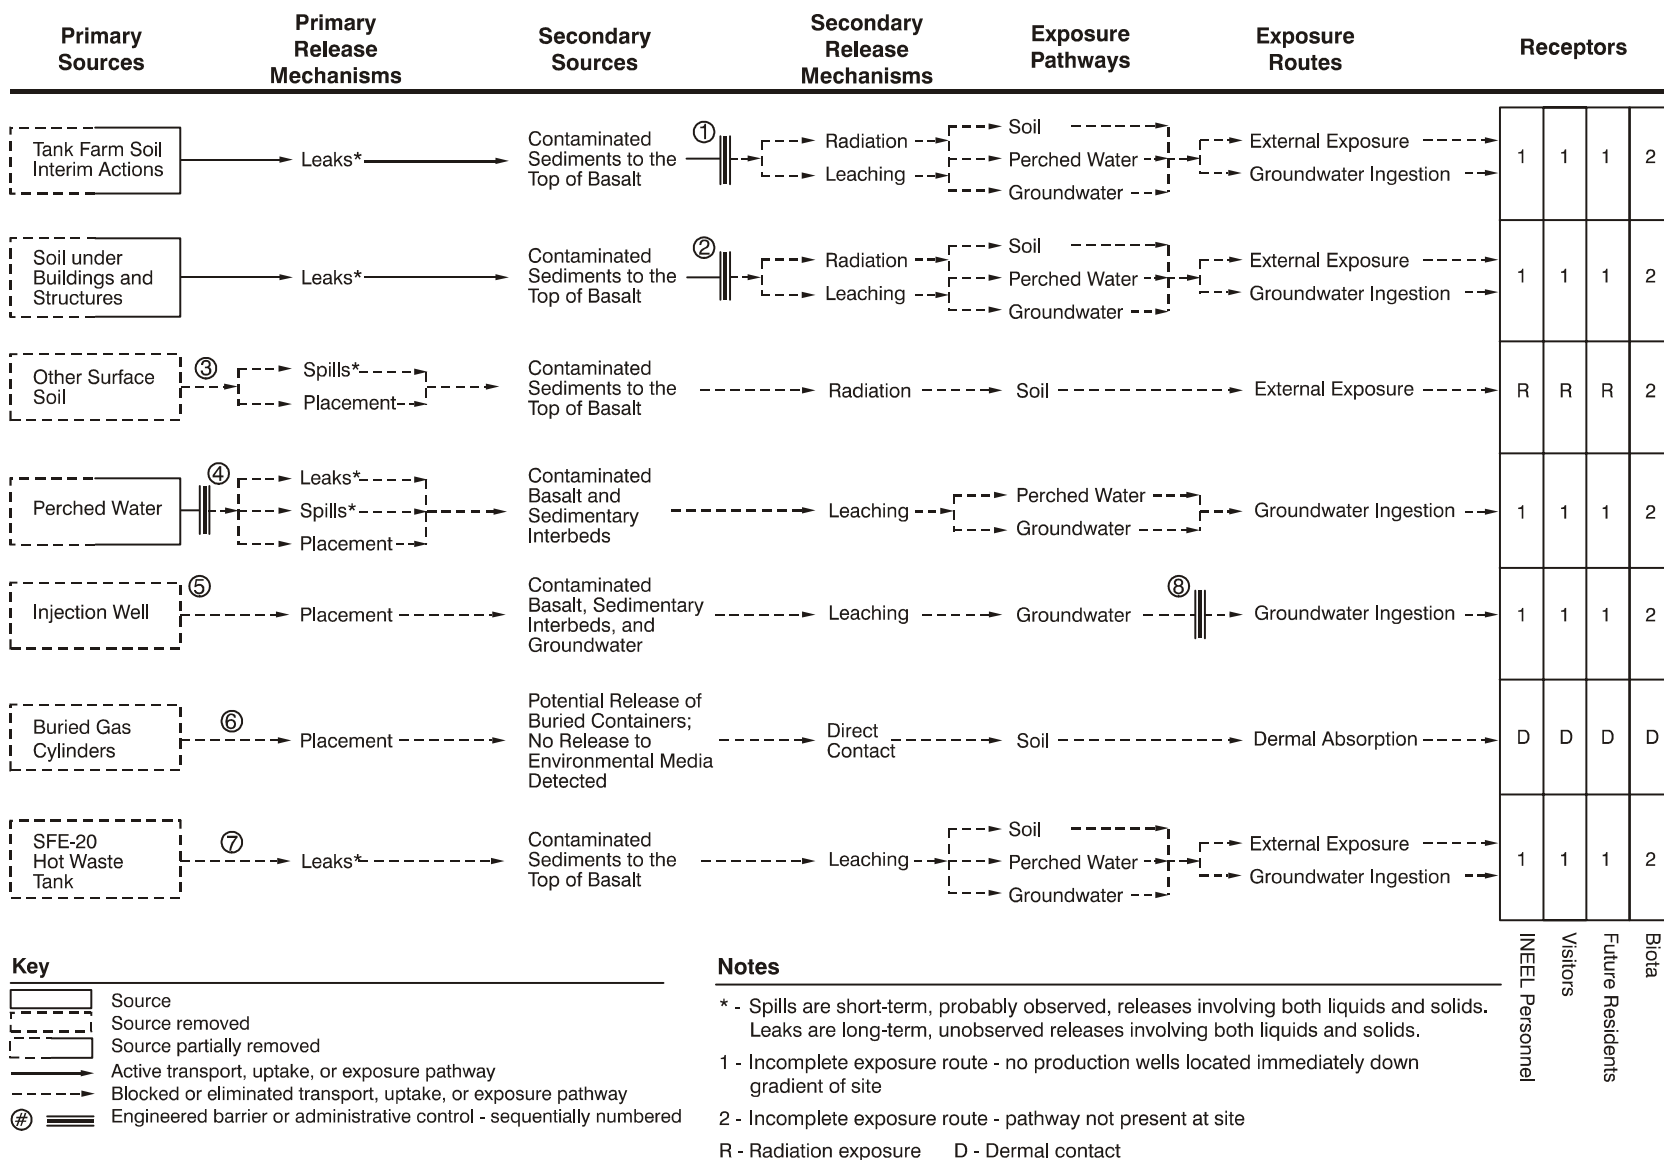 Primary
Sources
Primary
Release
Mechanisms
Secondary
Sources
Secondary
Release
Mechanisms
Exposure
Pathways
Exposure
Routes
Receptors
Tank Farm Soil
Interim Actions
Leaks*
Contaminated
Sediments to the
Top of Basalt
1
Radiation
Leaching
Soil
Perched Water
Groundwater
External Exposure
Groundwater Ingestion
1 1 1 2
Soil under
Buildings and
Structures
Leaks*
Contaminated
Sediments to the
Top of Basalt
2
Radiation
Leaching
Soil
Perched Water
Groundwater
External Exposure
Groundwater Ingestion
1 1 1 2
Other Surface
Soil
3
Spills*
Placement
Contaminated
Sediments to the
Top of Basalt
Radiation
Soil
External Exposure
R R R 2
Perched Water
4
Leaks*
Spills*
Placement
Contaminated
Basalt and
Sedimentary
Interbeds
Leaching
Perched Water
Groundwater
Groundwater Ingestion
1 1 1 2
Injection Well
5
Placement
Contaminated
Basalt, Sedimentary
Interbeds, and
Groundwater
Leaching
Groundwater
8
Groundwater Ingestion
1 1 1 2
Buried Gas
Cylinders
6
Placement
Potential Release of
Buried Containers;
No Release to
Environmental Media
Detected
Direct
Contact
Soil
Dermal Absorption
D D D D
SFE-20
Hot Waste
Tank
7
Leaks*
Contaminated
Sediments to the
Top of Basalt
Leaching
Soil
Perched Water
Groundwater
External Exposure
Groundwater Ingestion
1 1 1 2
INEEL Personnel
Visitors
Future Residents
Biota
Key
Source
Source removed
Source partially removed
Active transport, uptake, or exposure pathway
Blocked or eliminated transport, uptake, or exposure pathway
# Engineered barrier or administrative control - sequentially numbered
Notes
* - Spills are short-term, probably observed, releases involving both liquids and solids.
Leaks are long-term, unobserved releases involving both liquids and solids.
1 - Incomplete exposure route - no production wells located immediately down
gradient of site
2 - Incomplete exposure route - pathway not present at site
R - Radiation exposure D - Dermal contact